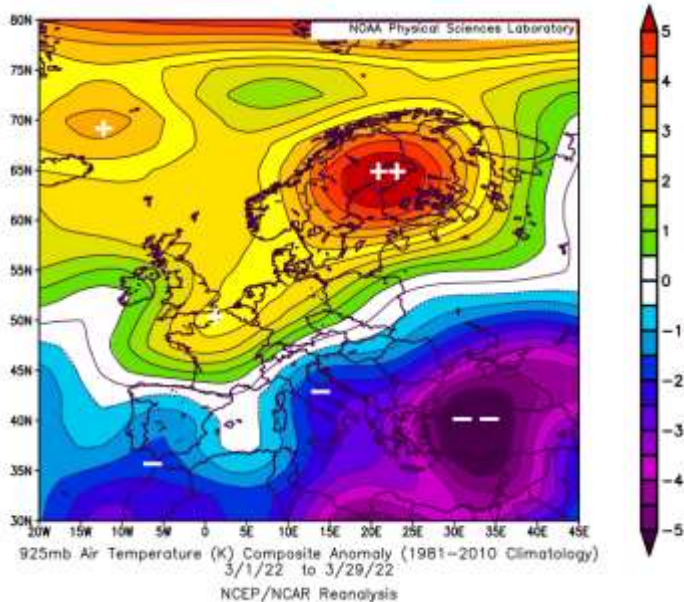 NOAA Physical Sciences Laboratory
80N
75N
70N
65N
60N
55N
50N
45N
40N
35N
30N
20W 15W 10W 5W 0 5E 10E 15E 20E 25E 30E 35E 40E 45E
5
4
3
2
1
0
-1
-2
-3
-4
-5
+
++
+
−
− −
−
925mb Air Temperature (K) Composite Anomaly (1981-2010 Climatology)
3/1/22 to 3/29/22
NCEP/NCAR Reanalysis